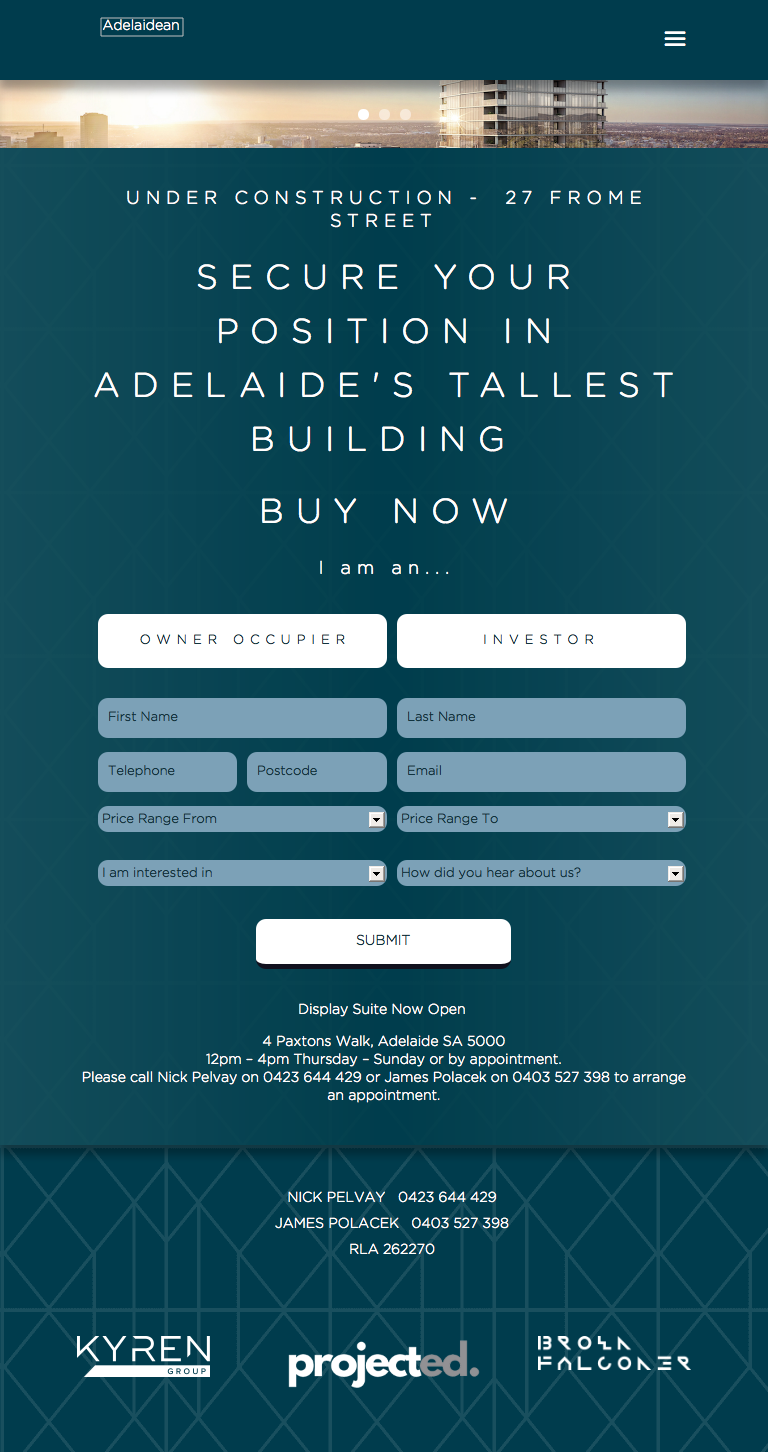 Adelaidean
UNDER CONSTRUCTION - 27 FROME
STREET
SECURE YOUR
POSITION IN
ADELAIDE'S TALLEST
BUILDING
BUY NOW
I am an...
OWNER OCCUPIER
INVESTOR
First Name
Last Name
Telephone
Postcode
Email
Price Range From
Price Range To
I am interested in
How did you hear about us?
SUBMIT
Display Suite Now Open
4 Paxtons Walk, Adelaide SA 5000
12pm – 4pm Thursday – Sunday or by appointment.
Please call Nick Pelvay on 0423 644 429 or James Polacek on 0403 527 398 to arrange
an appointment.
NICK PELVAY 0423 644 429
JAMES POLACEK 0403 527 398
RLA 262270
KYREN
GROUP
projected.
BROZA
FALCONER